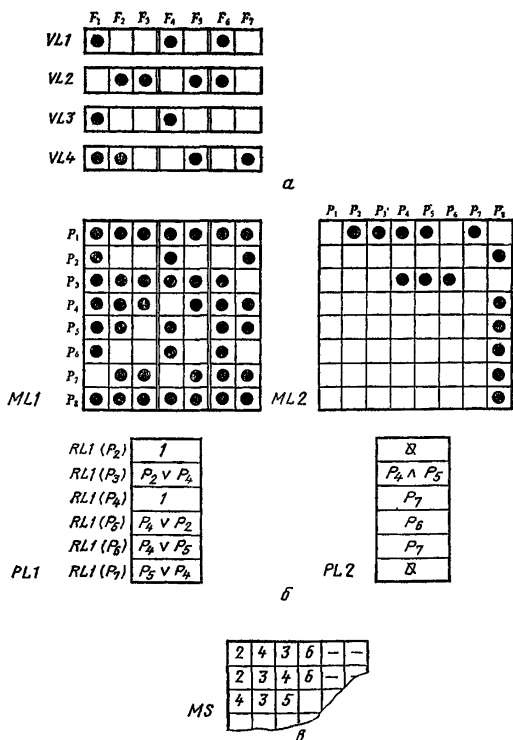 F₁ F₂ F₃ F₄ F₅ F₆ F₇
VL1
VL2
VL3
VL4
а
P₁ P₂ P₃ P₄ P₅ P₆ P₇ P₈
P₁
P₂
P₃
P₄
P₅
P₆
P₇
ML1 P₈ ML2
RL1 (P₂) 1
RL1 (P₃) P₂ ∨ P₄ P₄ ∧ P₅
RL1 (P₄) 1 P₇
RL1 (P₅) P₄ ∨ P₂ P₆
RL1 (P₆) P₄ ∨ P₅ P₇
PL1 RL1 (P₇) P₅ ∨ P₄ PL2
б
2 4 3 6 — —
2 3 4 6 —
4 3 5
MS
в